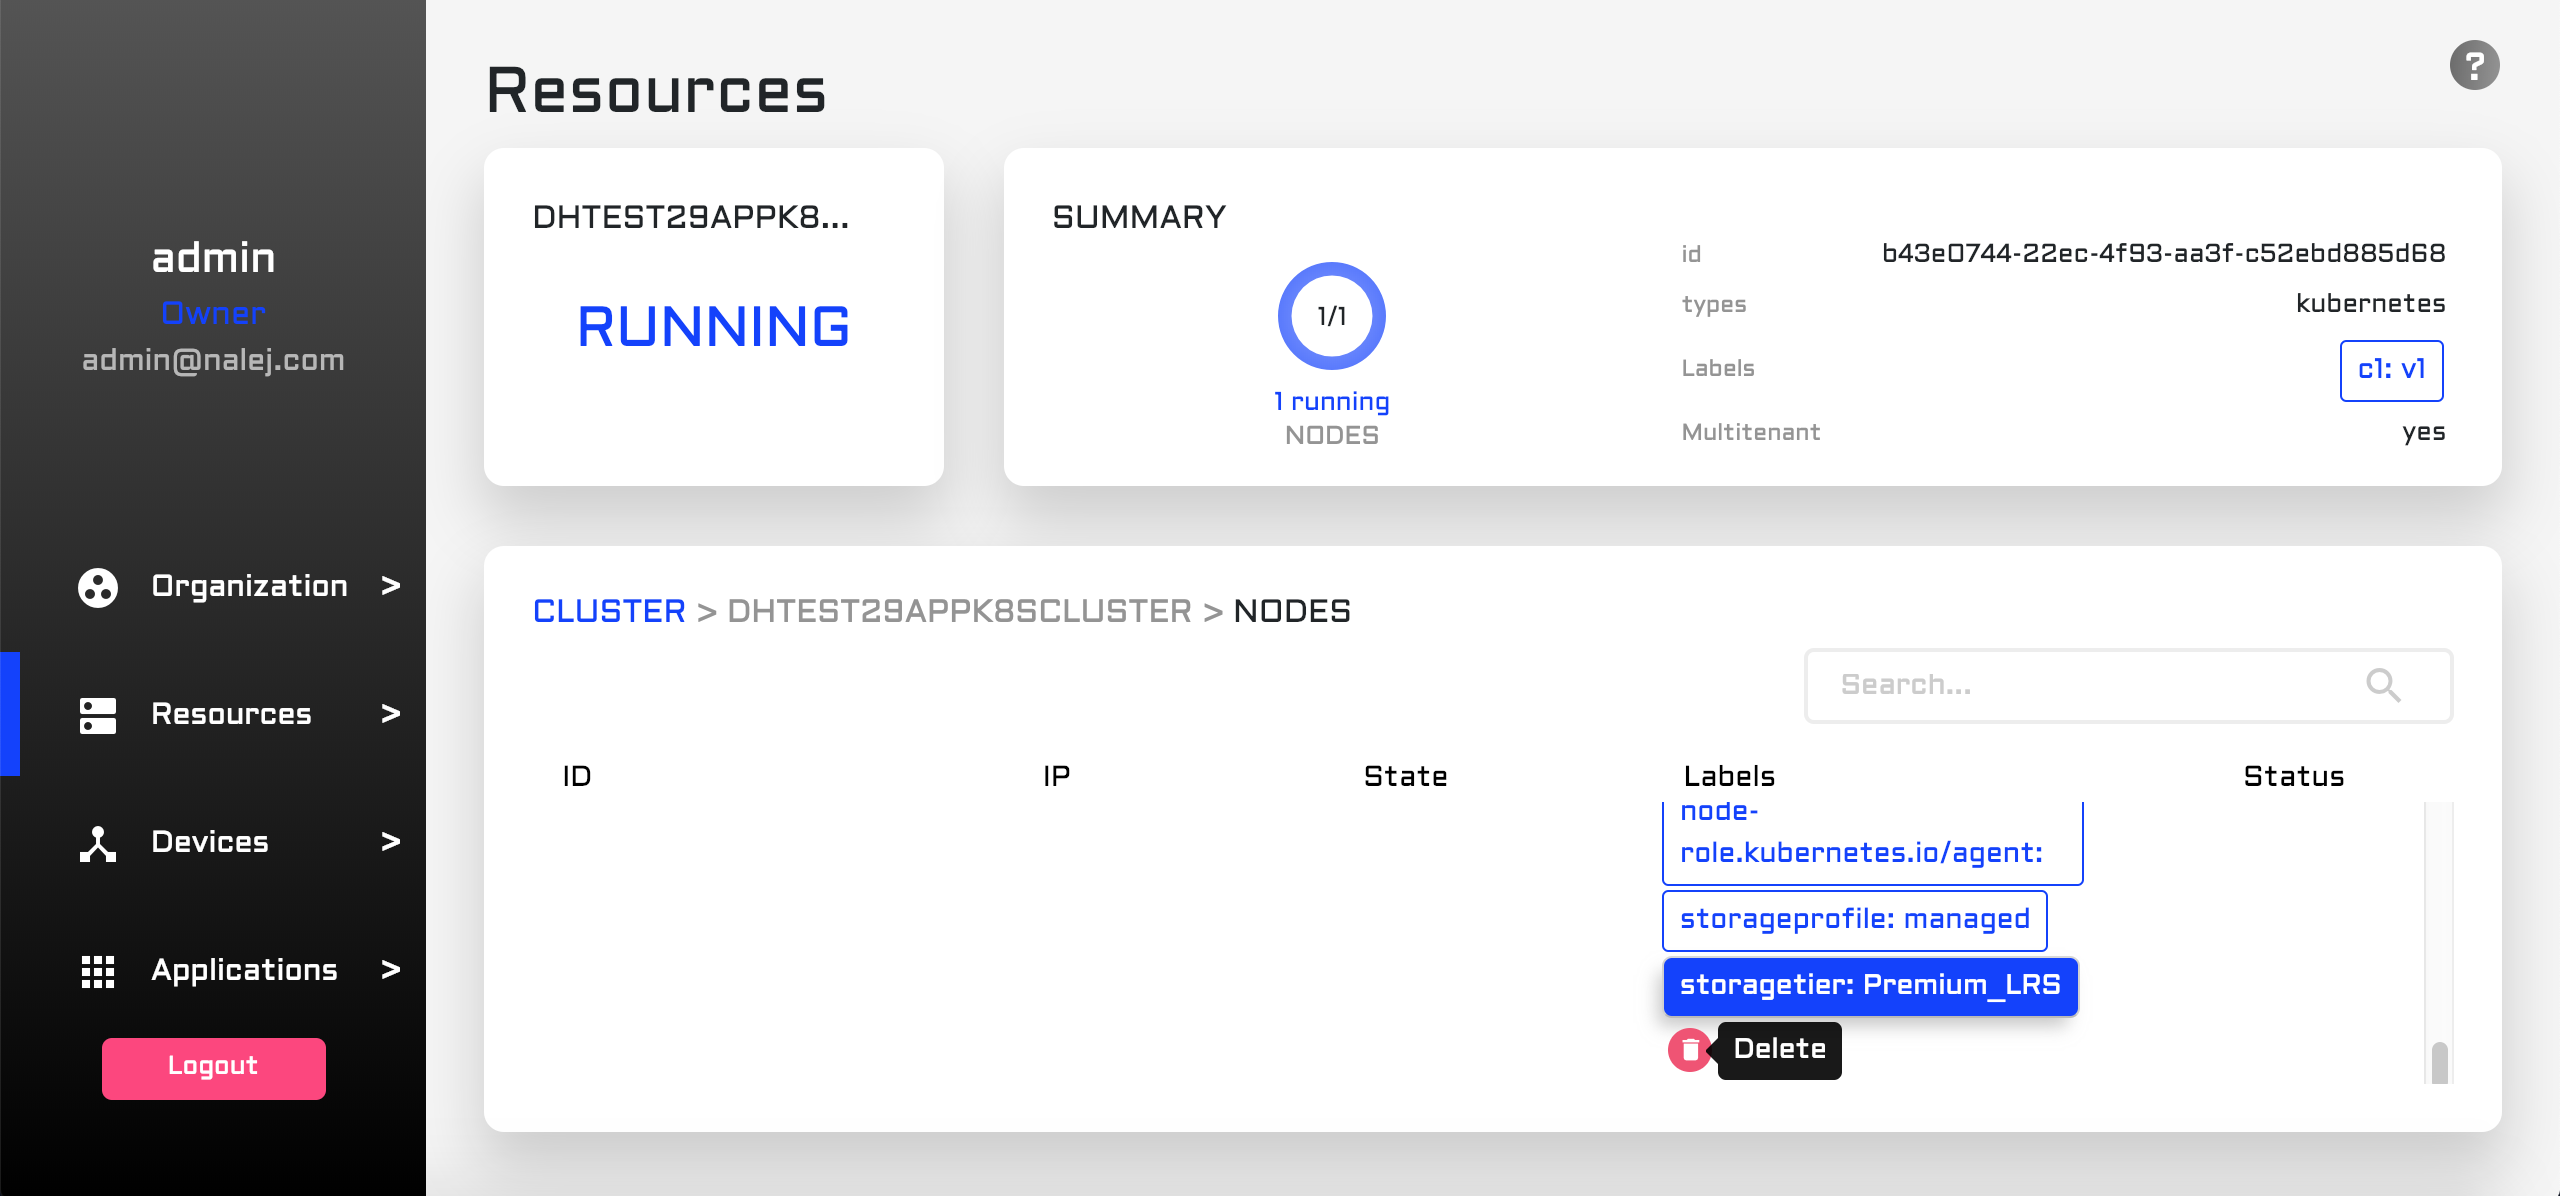 admin
Owner
admin@nalej.com
Organization >
Resources >
Devices >
Applications >
Logout
Resources
?
DHTEST29APPK8...
RUNNING
SUMMARY
1/1
1 running
NODES
id b43e0744-22ec-4f93-aa3f-c52ebd885d68
types kubernetes
Labels c1: v1
Multitenant yes
CLUSTER > DHTEST29APPK8SCLUSTER > NODES
Search...
ID IP State Labels Status
node-
role.kubernetes.io/agent:
storageprofile: managed
storagetier: Premium_LRS
Delete